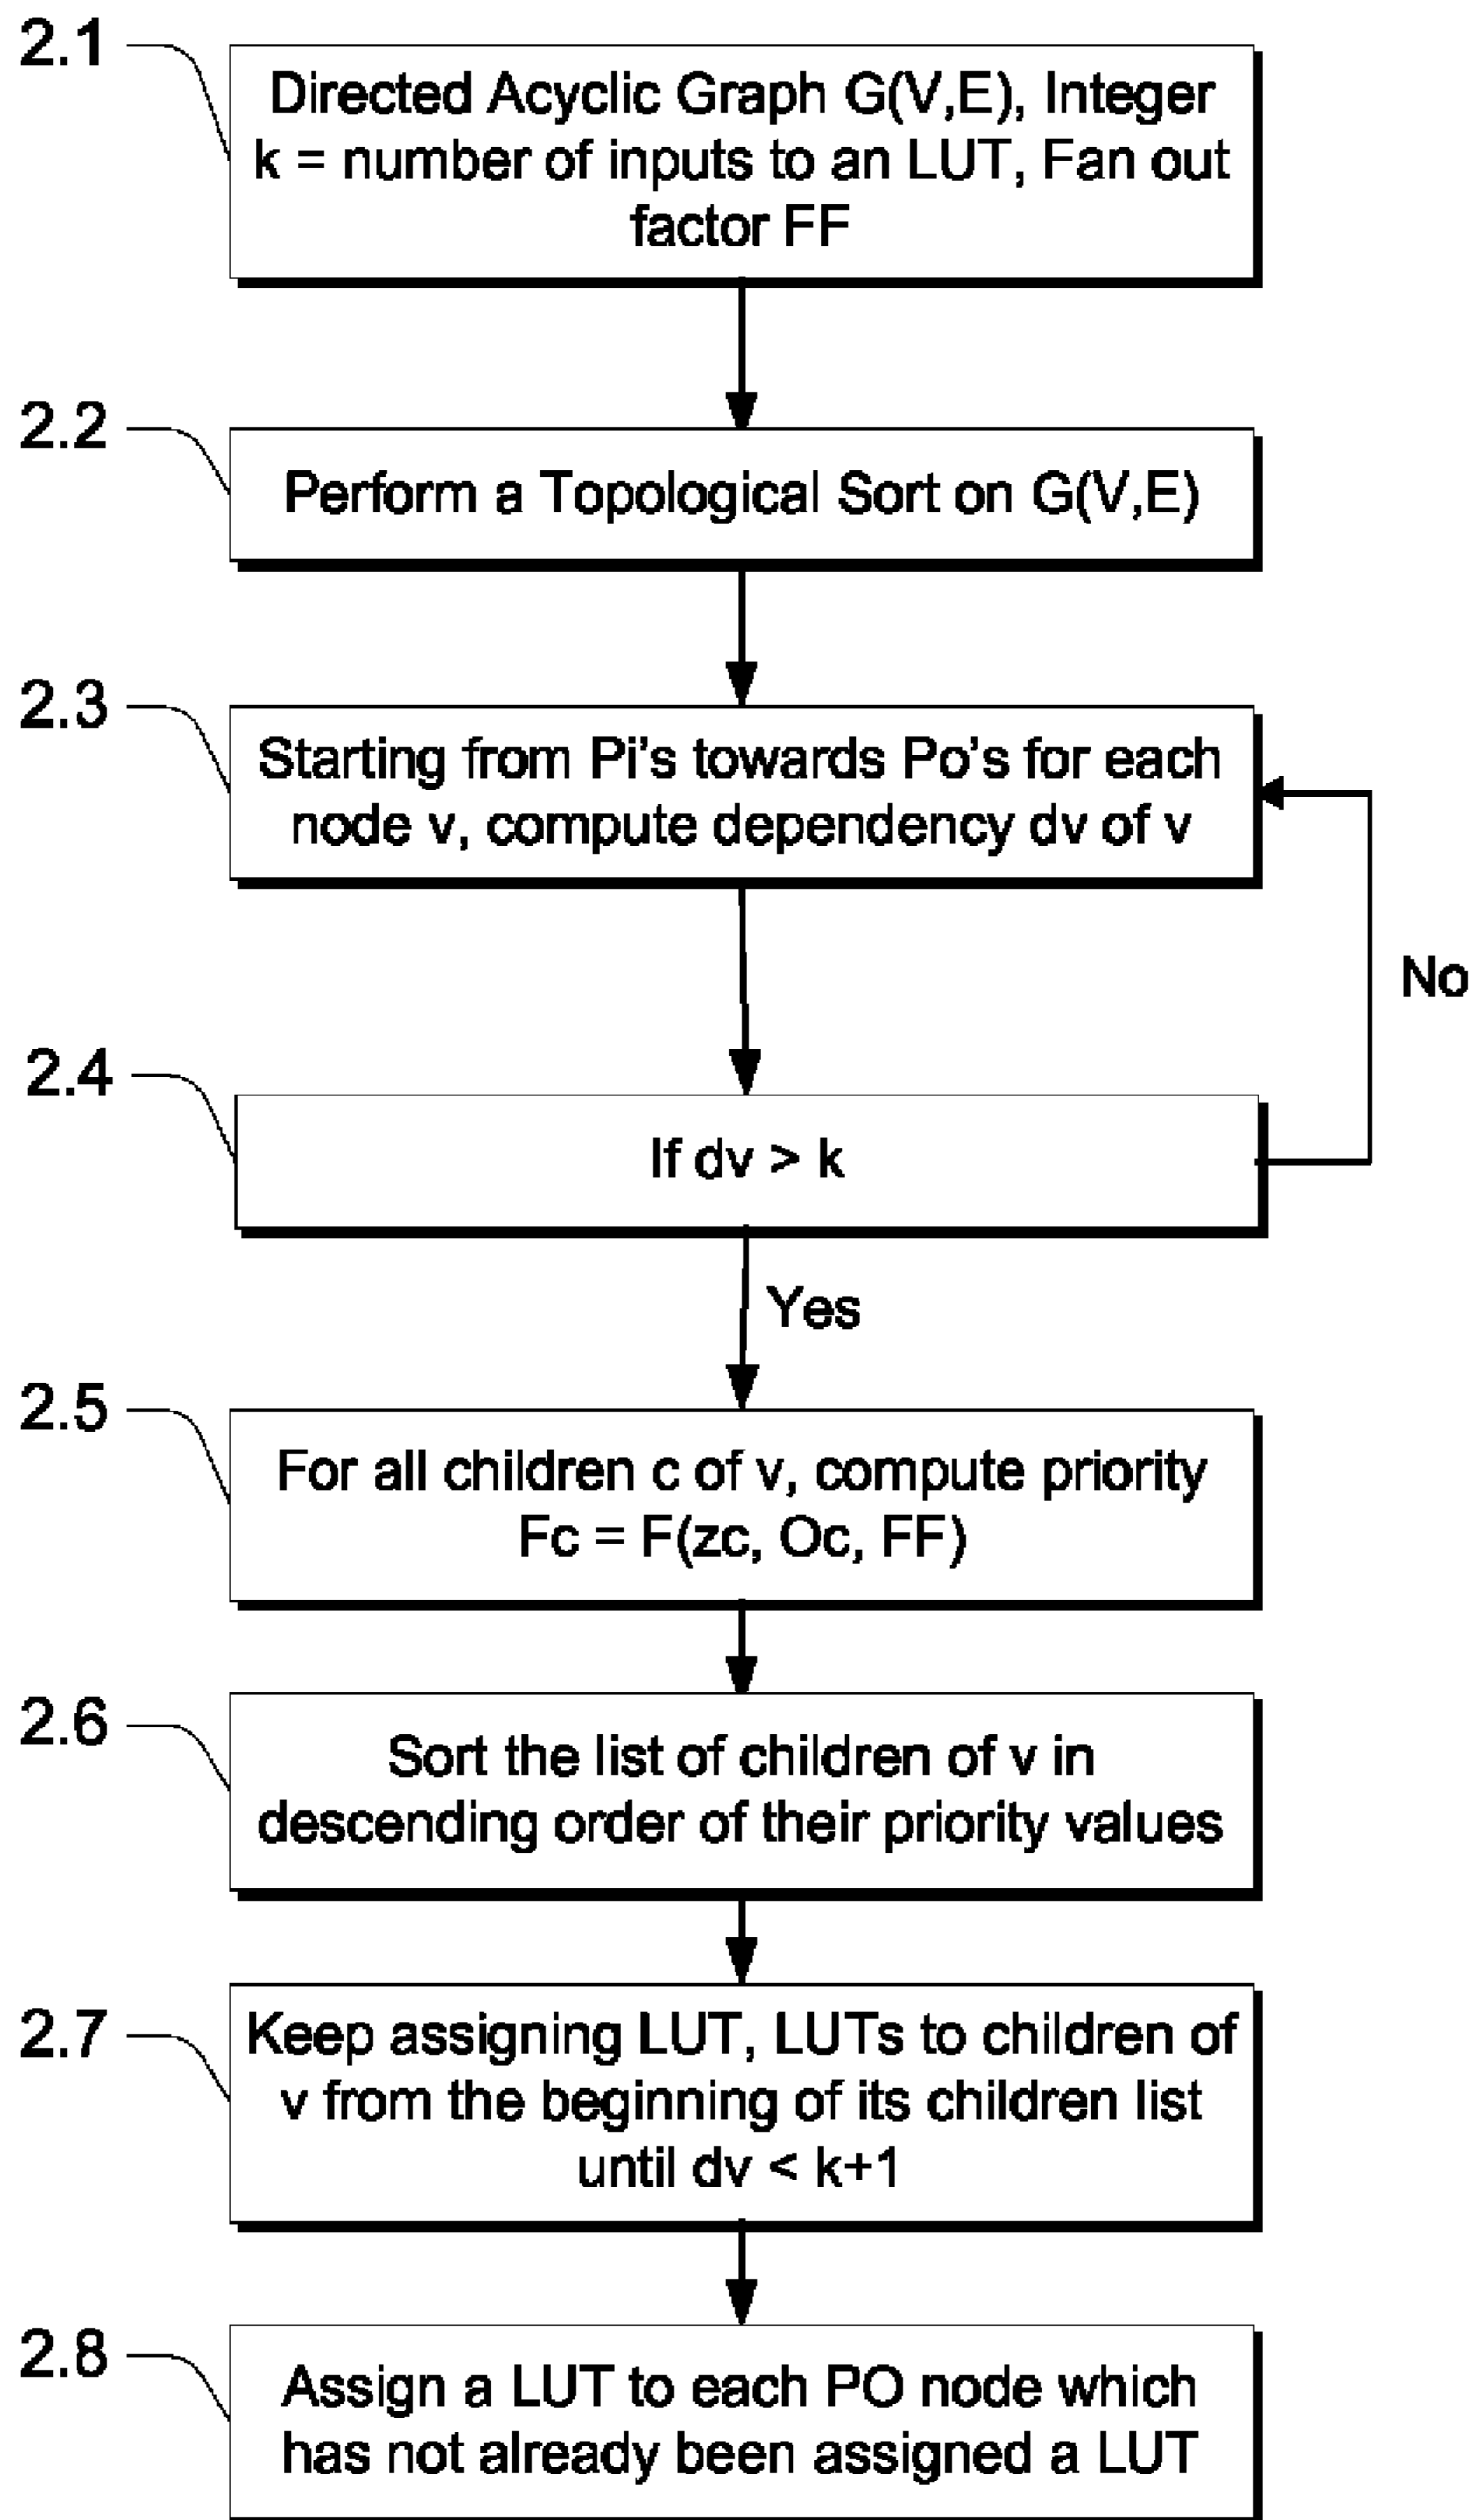 2.1
Directed Acyclic Graph G(V,E), Integer
k = number of inputs to an LUT, Fan out
factor FF
2.2
Perform a Topological Sort on G(V,E)
2.3
Starting from Pi's towards Po's for each
node v, compute dependency dv of v
No
2.4
If dv > k
Yes
2.5
For all children c of v, compute priority
Fc = F(zc, Oc, FF)
2.6
Sort the list of children of v in
descending order of their priority values
2.7
Keep assigning LUT, LUTs to children of
v from the beginning of its children list
until dv < k+1
2.8
Assign a LUT to each PO node which
has not already been assigned a LUT